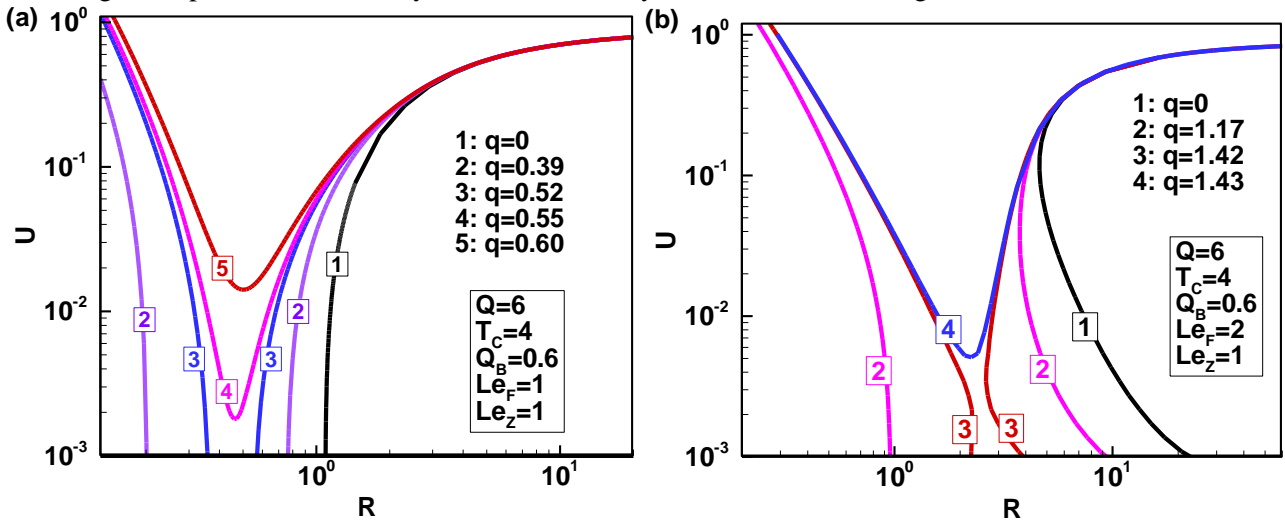 (a)
10^0
10^-1
10^-2
10^-3
U
1: q=0
2: q=0.39
3: q=0.52
4: q=0.55
5: q=0.60
Q=6
T_C=4
Q_B=0.6
Le_F=1
Le_Z=1
5
1
2
2
3
3
4
10^0
10^1
R
(b)
10^0
10^-1
10^-2
10^-3
U
1: q=0
2: q=1.17
3: q=1.42
4: q=1.43
Q=6
T_C=4
Q_B=0.6
Le_F=2
Le_Z=1
4
1
2
2
3
3
10^0
10^1
R